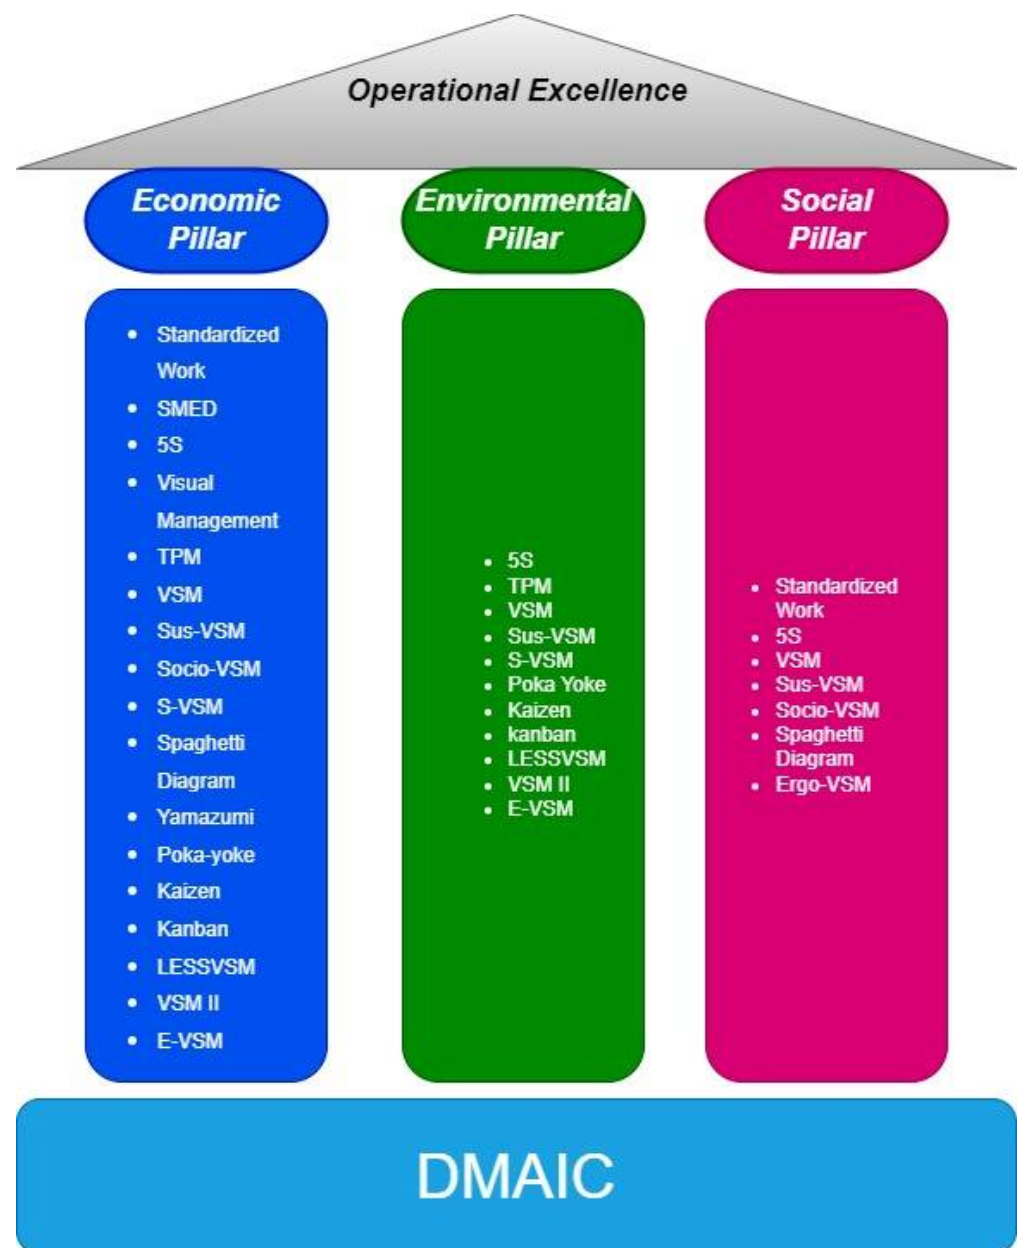 Operational Excellence
Economic
Pillar
• Standardized
Work
• SMED
• 5S
• Visual
Management
• TPM
• VSM
• Sus-VSM
• Socio-VSM
• S-VSM
• Spaghetti
Diagram
• Yamazumi
• Poka-yoke
• Kaizen
• Kanban
• LESSVSM
• VSM II
• E-VSM
Environmental
Pillar
• 5S
• TPM
• VSM
• Sus-VSM
• S-VSM
• Poka Yoke
• Kaizen
• kanban
• LESSVSM
• VSM II
• E-VSM
Social
Pillar
• Standardized
Work
• 5S
• VSM
• Sus-VSM
• Socio-VSM
• Spaghetti
Diagram
• Ergo-VSM
DMAIC